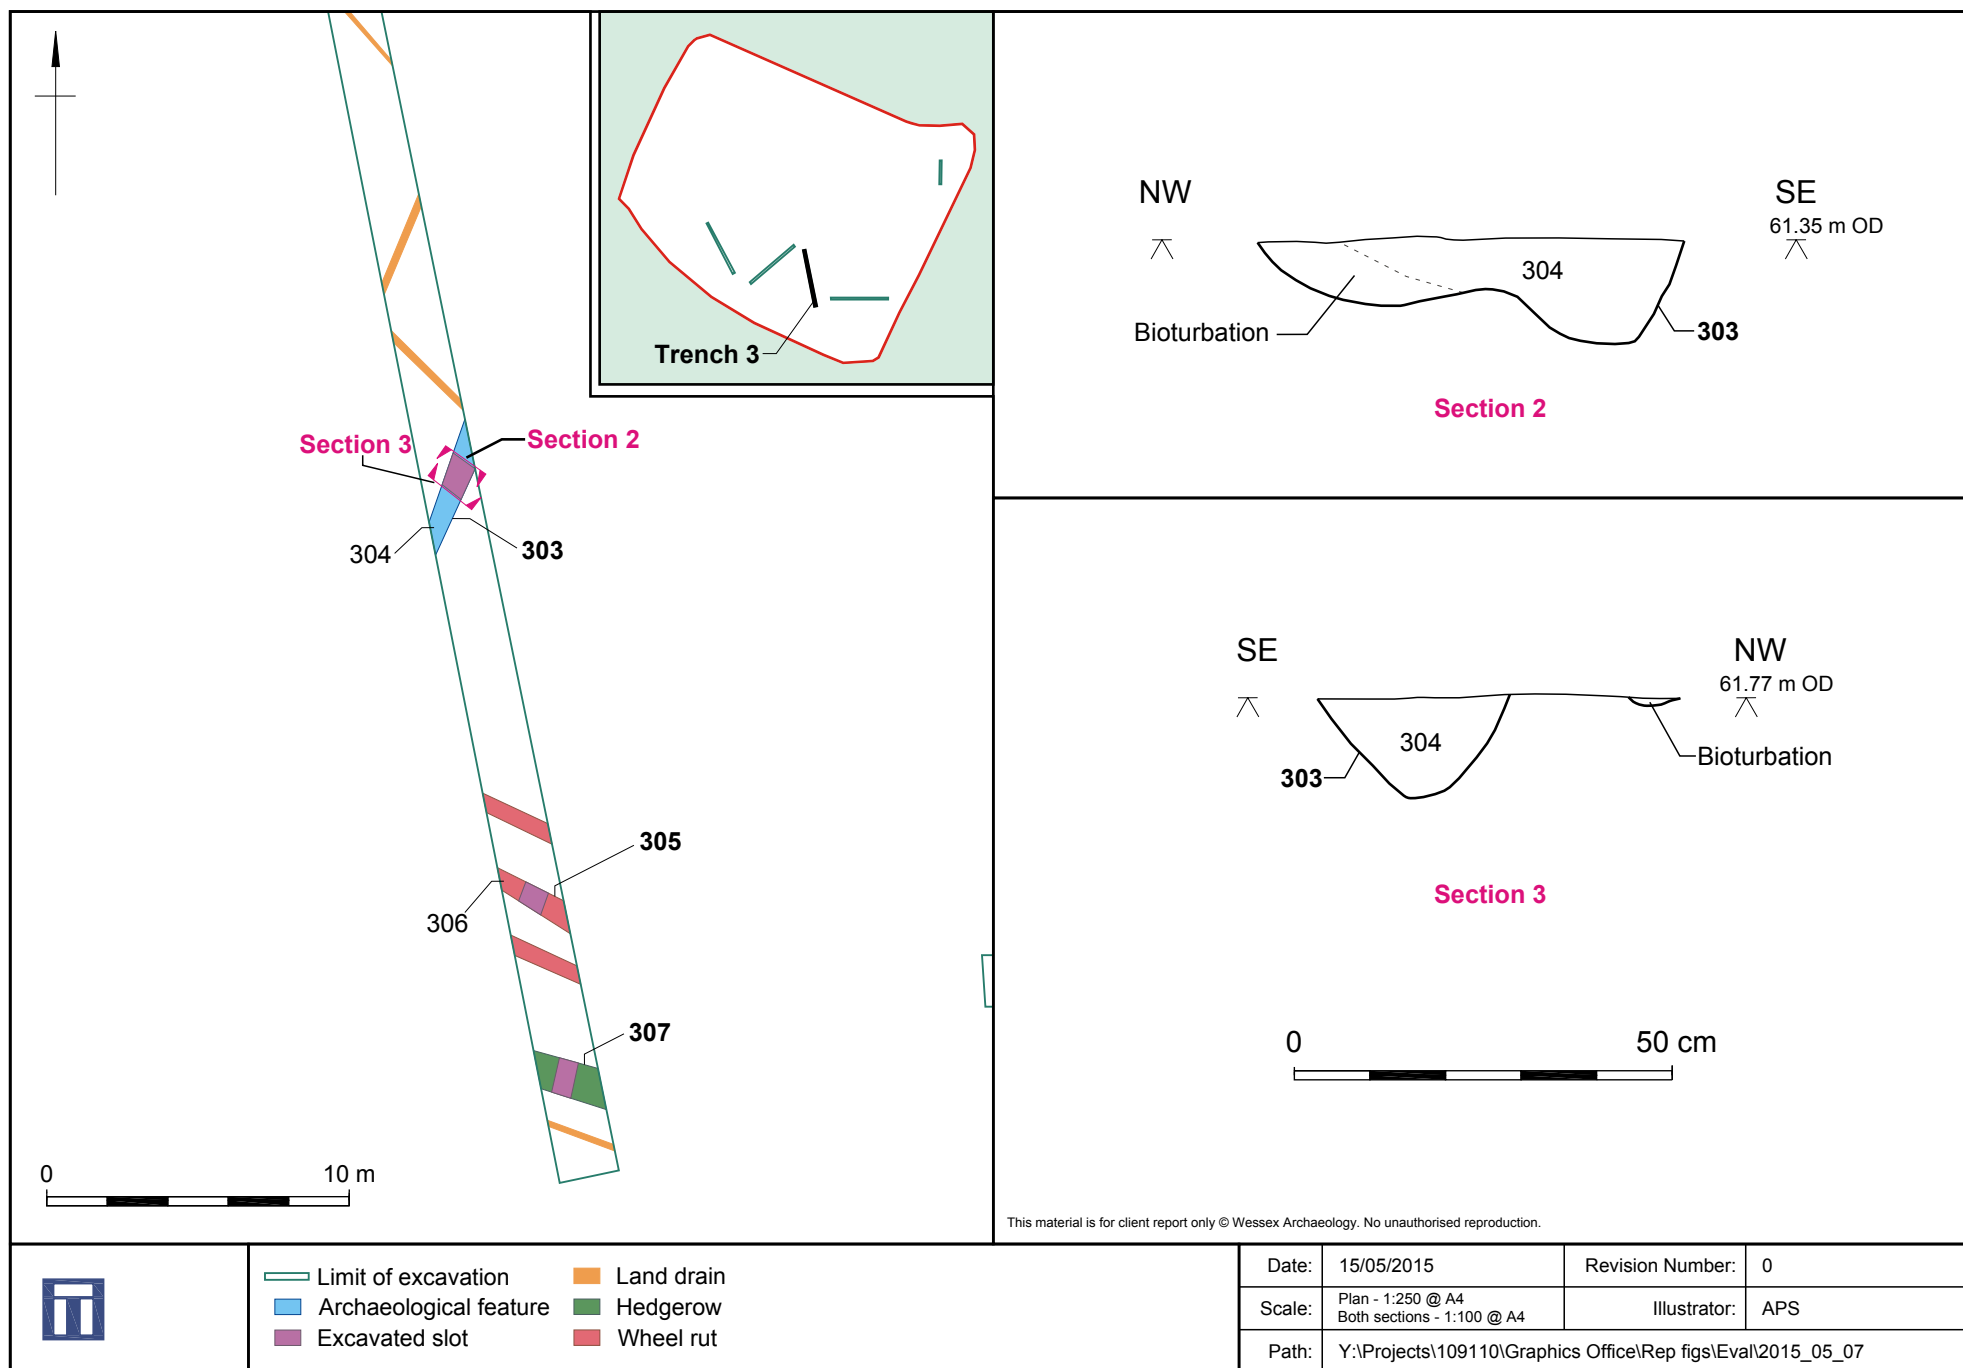 Section 3
Section 2
304
303
305
306
307
0 10 m
Trench 3
NW
SE
61.35 m OD
304
Bioturbation
303
Section 2
SE
NW
61.77 m OD
304
303
Bioturbation
Section 3
0 50 cm
This material is for client report only © Wessex Archaeology. No unauthorised reproduction.
Limit of excavation
Archaeological feature
Excavated slot
Land drain
Hedgerow
Wheel rut
Date: 15/05/2015 Revision Number: 0
Scale: Plan - 1:250 @ A4
Both sections - 1:100 @ A4
Illustrator: APS
Path: Y:\Projects\109110\Graphics Office\Rep figs\Eval\2015_05_07